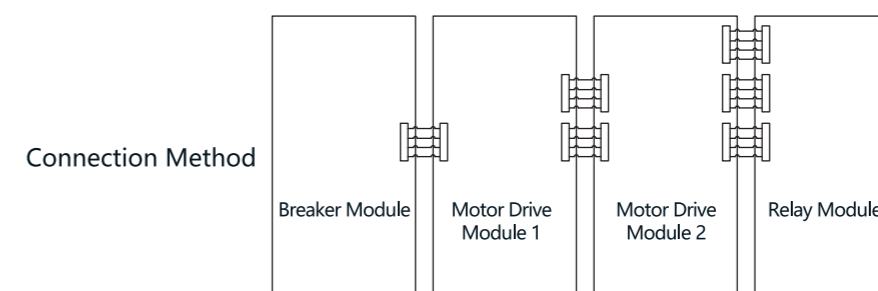 Connection Method
Breaker Module
Motor Drive
Module 1
Motor Drive
Module 2
Relay Module